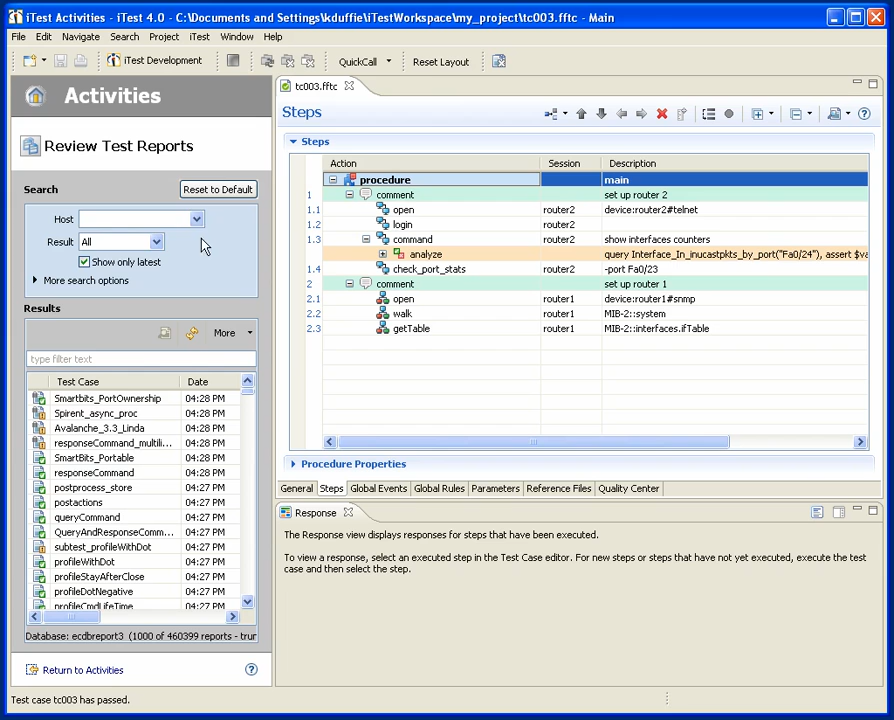 iTest Activities - iTest 4.0 - C:\Documents and Settings\kduffie\iTestWorkspace\my_project\tc003.fftc - Main
File Edit Navigate Search Project iTest Window Help
iTest Development QuickCall Reset Layout
Activities
Review Test Reports
Search Reset to Default
Host
Result All
Show only latest
More search options
Results
More
type filter text
Test Case Date
Smartbits_PortOwnership 04:28 PM
Spirent_async_proc 04:28 PM
Avalanche_3.3_Linda 04:28 PM
responseCommand_multili... 04:28 PM
SmartBits_Portable 04:28 PM
responseCommand 04:28 PM
postprocess_store 04:27 PM
postactions 04:27 PM
queryCommand 04:27 PM
QueryAndResponseComm... 04:27 PM
subtest_profileWithDot 04:27 PM
profileWithDot 04:27 PM
profileStayAfterClose 04:27 PM
profileDotNegative 04:27 PM
profileCmdLifeTime 04:27 PM
Database: ecdbreport3 (1000 of 460399 reports - trun
Return to Activities
Test case tc003 has passed.
tc003.fftc
Steps
Steps
Action Session Description
procedure main
1 comment set up router 2
1.1 open router2 device:router2#telnet
1.2 login router2
1.3 command router2 show interfaces counters
analyze query Interface_In_inucastpkts_by_port("Fa0/24"), assert $va
1.4 check_port_stats router2 -port Fa0/23
2 comment set up router 1
2.1 open router1 device:router1#snmp
2.2 walk router1 MIB-2::system
2.3 getTable router1 MIB-2::interfaces.ifTable
Procedure Properties
General Steps Global Events Global Rules Parameters Reference Files Quality Center
Response
The Response view displays responses for steps that have been executed.
To view a response, select an executed step in the Test Case editor. For new steps or steps that have not yet executed, execute the test
case and then select the step.